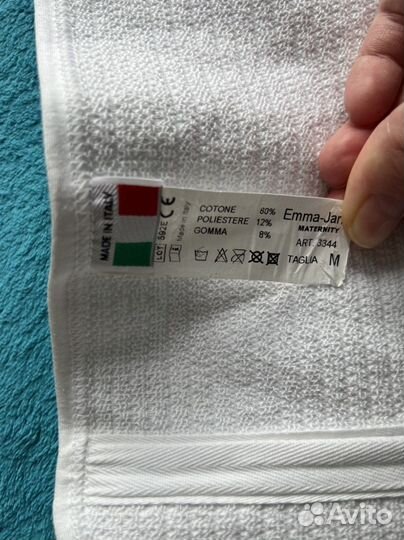 MADE IN ITALY
LOT 592E
CE
Made in Italy
COTONE 80%
POLIESTERE 12%
GOMMA 8%
Emma-Jan
MATERNITY
ART. 3344
TAGLIA M
Avito